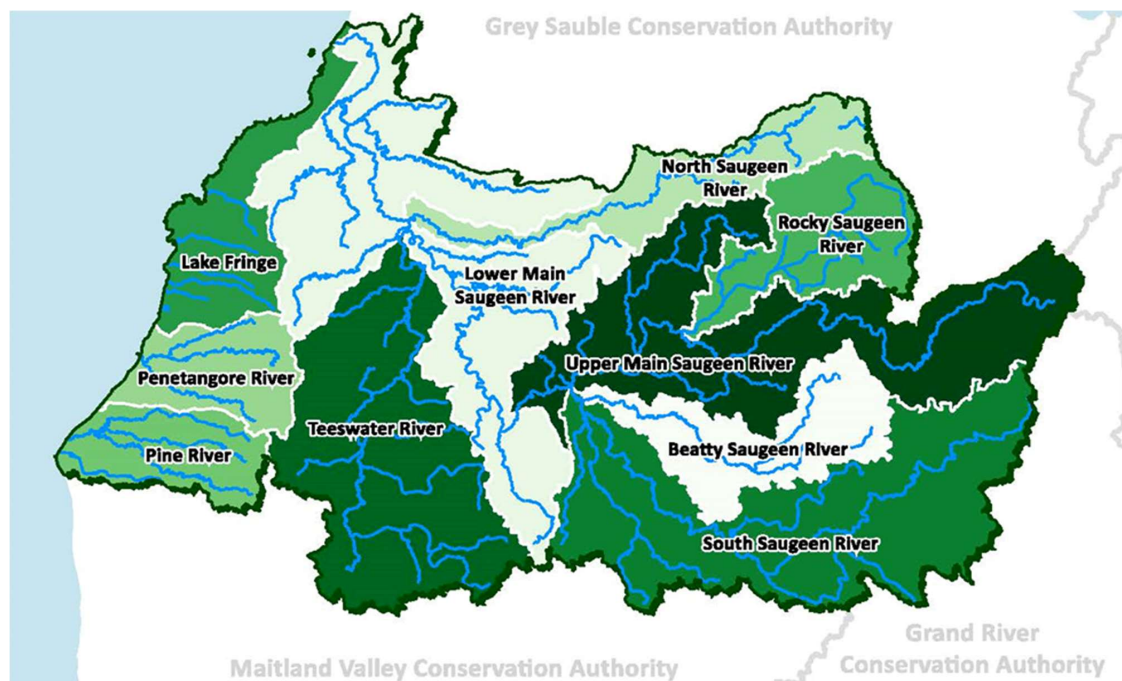 Grey Sauble Conservation Authority
North Saugeen
River
Rocky Saugeen
River
Lake Fringe
Lower Main
Saugeen River
Upper Main Saugeen River
Penetangore River
Teeswater River
Beatty Saugeen River
Pine River
South Saugeen River
Grand River
Conservation Authority
Maitland Valley Conservation Authority